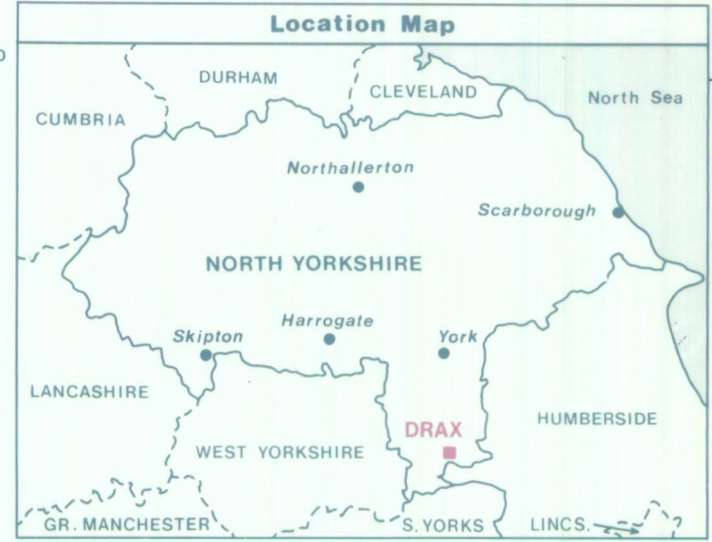 Location Map
DURHAM
CLEVELAND
North Sea
CUMBRIA
Northallerton
Scarborough
NORTH YORKSHIRE
Skipton
Harrogate
York
LANCASHIRE
DRAX
HUMBERSIDE
WEST YORKSHIRE
GR. MANCHESTER
S. YORKS
LINCS.